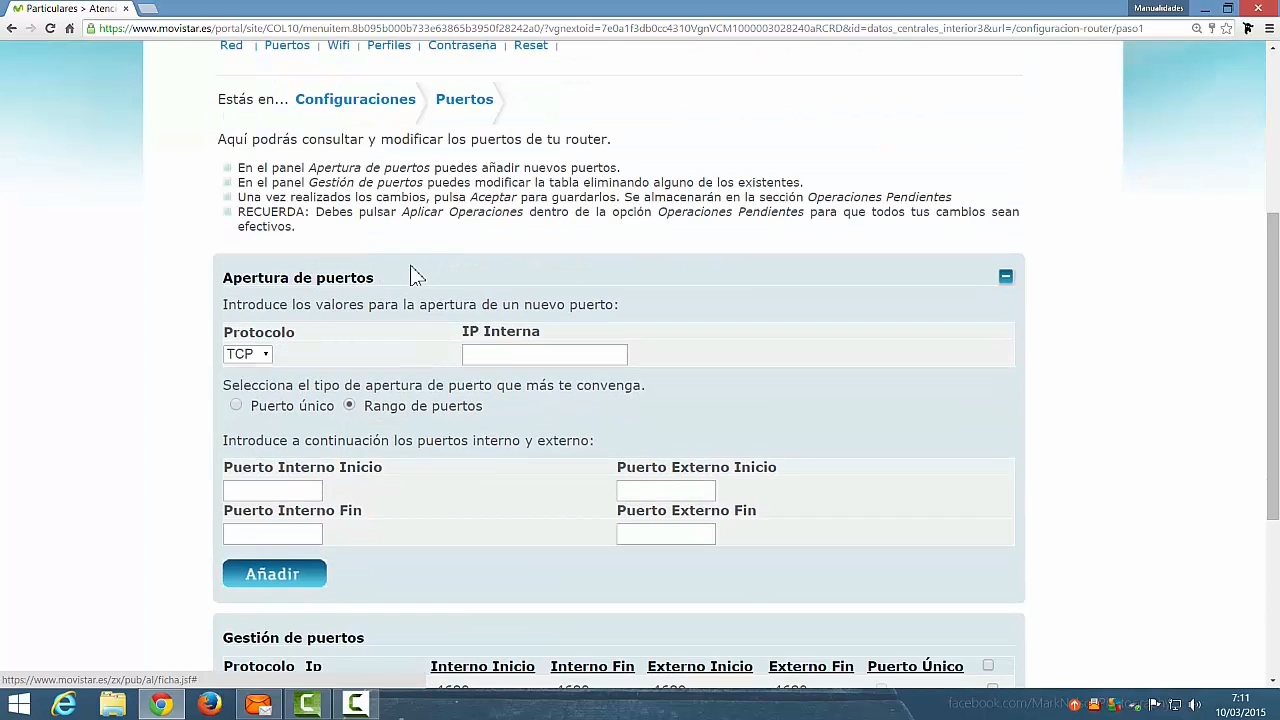 Particulares > Atenci
Manualidades
https://www.movistar.es/portal/site/COL10/menuitem.8b095b000b733e63865b3950f28242a0/?vgnextoid=7e0a1f3db0cc4310VgnVCM1000003028240aRCRD&id=datos_centrales_interior3&url=/configuracion-router/paso1
Red | Puertos | Wifi | Perfiles | Contraseña | Reset |
Estás en... Configuraciones Puertos
Aquí podrás consultar y modificar los puertos de tu router.
En el panel Apertura de puertos puedes añadir nuevos puertos.
En el panel Gestión de puertos puedes modificar la tabla eliminando alguno de los existentes.
Una vez realizados los cambios, pulsa Aceptar para guardarlos. Se almacenarán en la sección Operaciones Pendientes
RECUERDA: Debes pulsar Aplicar Operaciones dentro de la opción Operaciones Pendientes para que todos tus cambios sean
efectivos.
Apertura de puertos
Introduce los valores para la apertura de un nuevo puerto:
Protocolo IP Interna
TCP
Selecciona el tipo de apertura de puerto que más te convenga.
Puerto único Rango de puertos
Introduce a continuación los puertos interno y externo:
Puerto Interno Inicio Puerto Externo Inicio
Puerto Interno Fin Puerto Externo Fin
Añadir
Gestión de puertos
Protocolo Ip Interno Inicio Interno Fin Externo Inicio Externo Fin Puerto Único
https://www.movistar.es/zx/pub/al/ficha.jsf#
7:11
10/03/2015